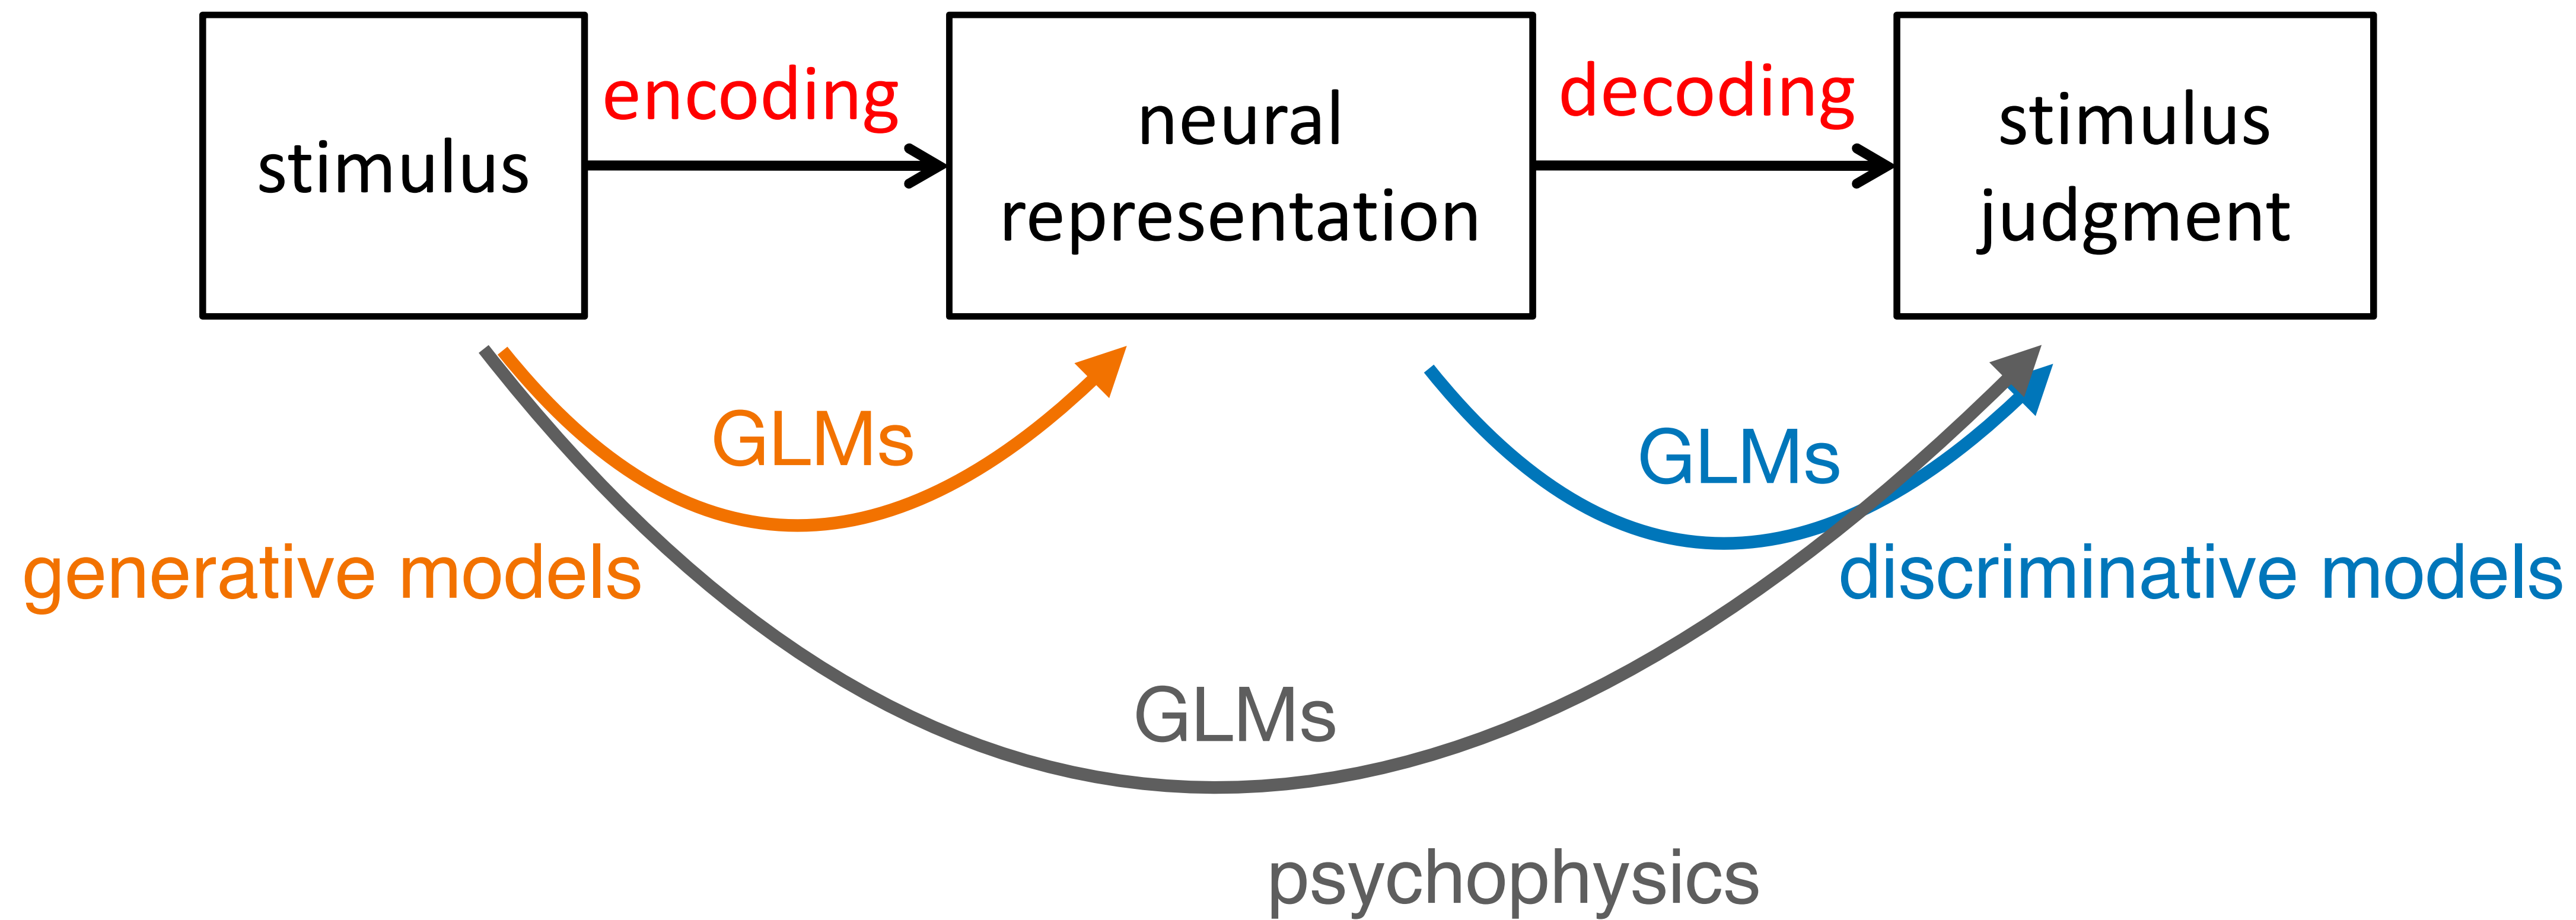 stimulus
encoding
neural
representation
decoding
stimulus
judgment
GLMs
generative models
GLMs
discriminative models
GLMs
psychophysics